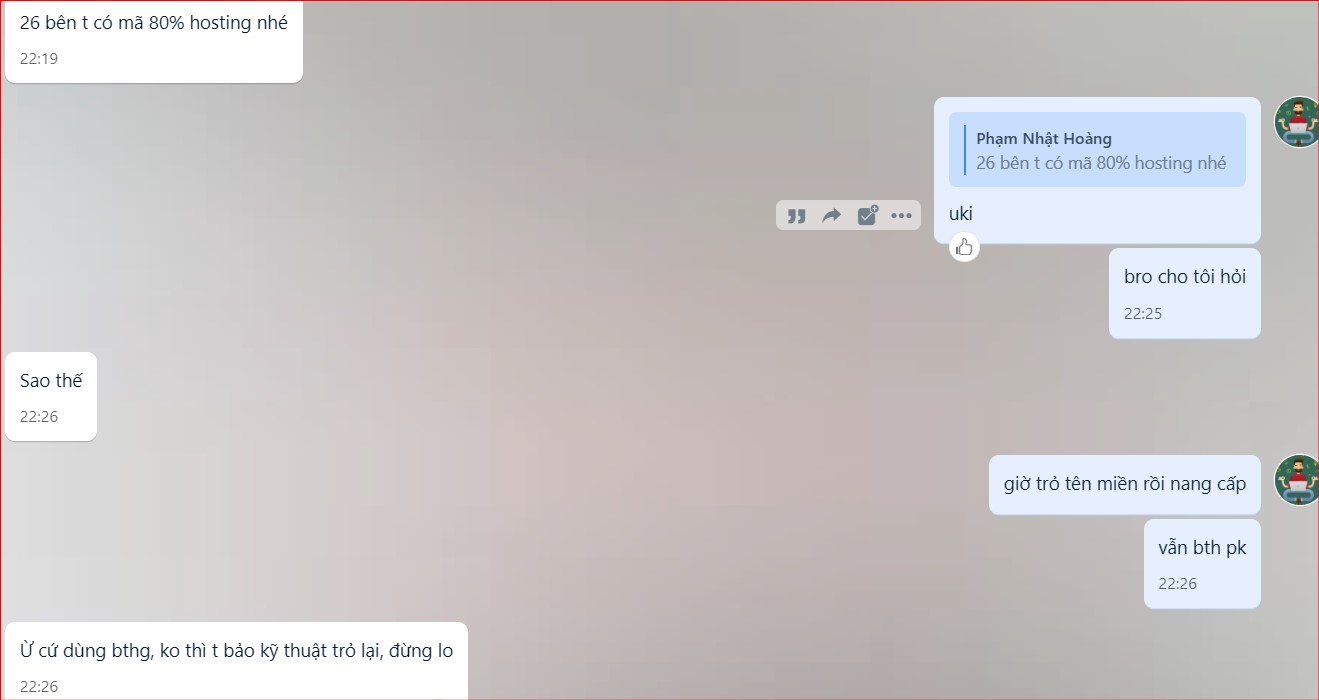 26 bên t có mã 80% hosting nhé
22:19
Phạm Nhật Hoàng
26 bên t có mã 80% hosting nhé
uki
bro cho tôi hỏi
22:25
Sao thế
22:26
giờ trỏ tên miền rồi nang cấp
vẫn bth pk
22:26
Ừ cứ dùng bthg, ko thì t bảo kỹ thuật trỏ lại, đừng lo
22:26